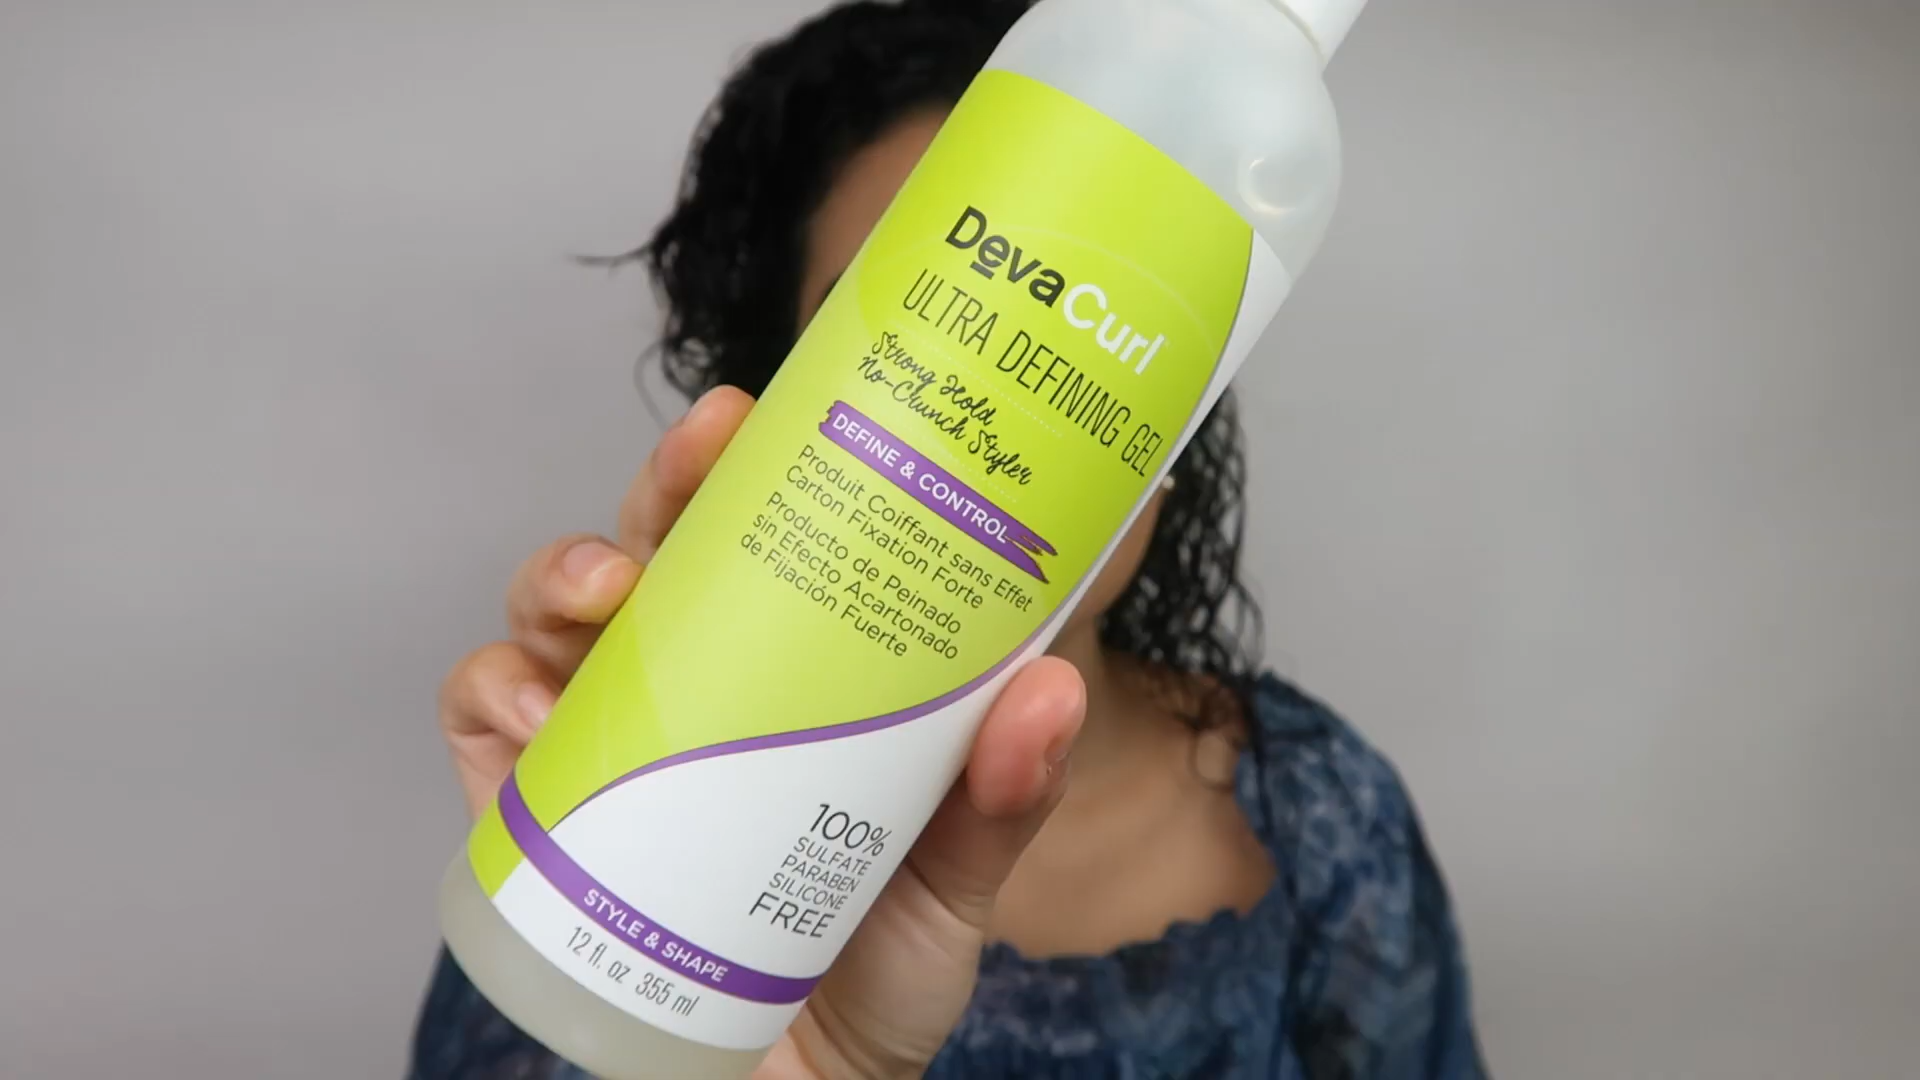 DevaCurl
ULTRA DEFINING GEL
Strong Hold
No-Crunch Styler
DEFINE & CONTROL
Produit Coiffant sans Effet
Carton Fixation Forte
Producto de Peinado
sin Efecto Acartonado
de Fijación Fuerte
100%
SULFATE
PARABEN
SILICONE
FREE
STYLE & SHAPE
12 fl. oz 355 ml